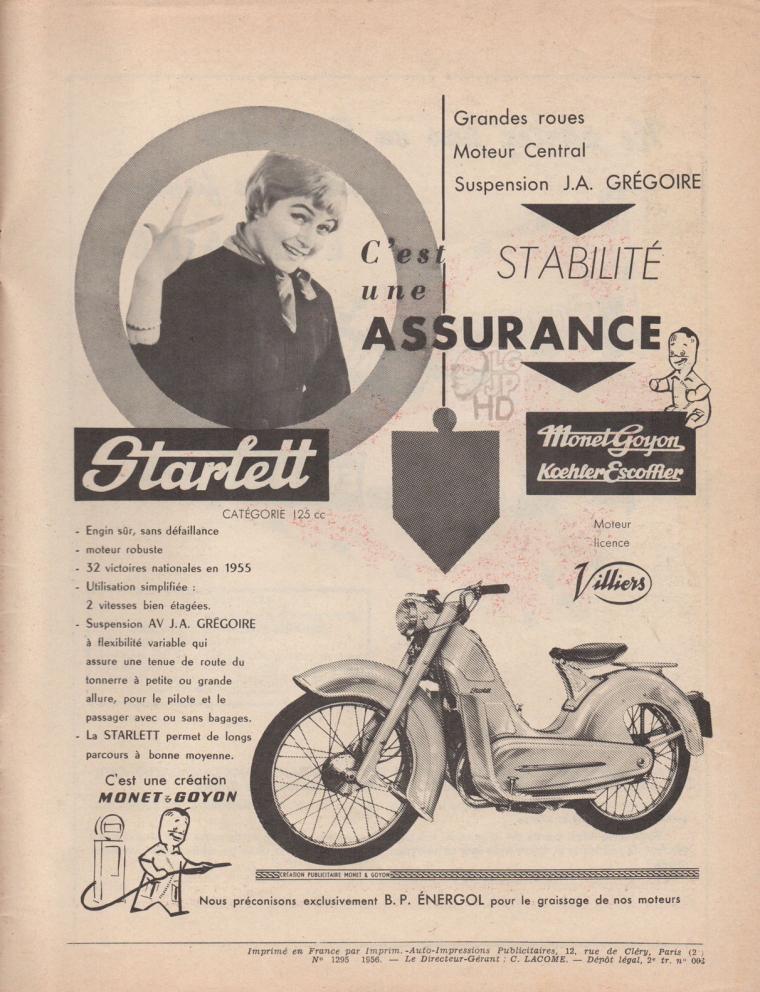 Grandes roues
Moteur Central
Suspension J.A. GRÉGOIRE
STABILITÉ
C'est
une
ASSURANCE
LG
JP
HD
Starlett
Monet Goyon
Koehler Escoffier
CATÉGORIE 125 cc
- Engin sûr, sans défaillance
- moteur robuste
- 32 victoires nationales en 1955
- Utilisation simplifiée :
2 vitesses bien étagées.
- Suspension AV J.A. GRÉGOIRE
à flexibilité variable qui
assure une tenue de route du
tonnerre à petite ou grande
allure, pour le pilote et le
passager avec ou sans bagages.
- La STARLETT permet de longs
parcours à bonne moyenne.
Moteur
licence
Villiers
Starlett
C'est une création
MONET & GOYON
CRÉATION PUBLICITAIRE MONET & GOYON
Nous préconisons exclusivement B.P. ÉNERGOL pour le graissage de nos moteurs
Imprimé en France par Imprim.-Auto-Impressions Publicitaires, 12, rue de Cléry, Paris (2
N° 1295 1956. — Le Directeur-Gérant : C. LACOME. — Dépôt légal, 2e tr. n°